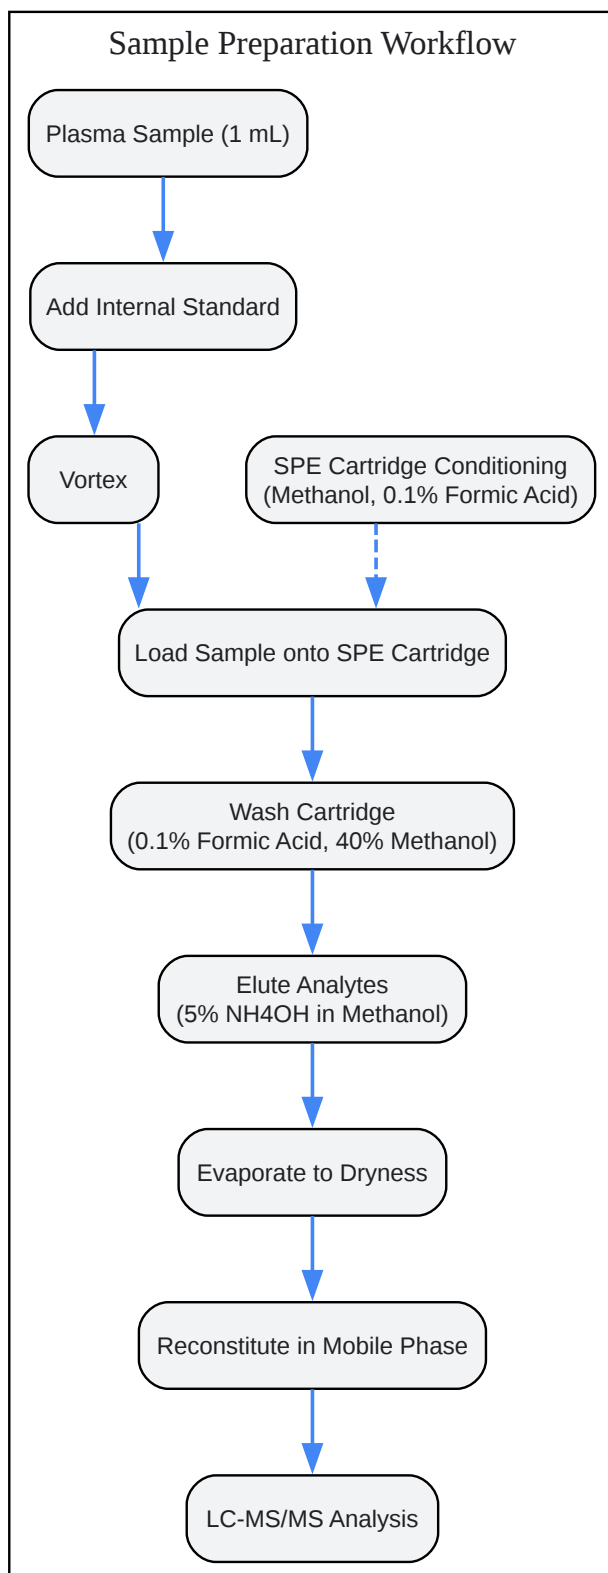 Sample Preparation Workflow
Plasma Sample (1 mL)
Add Internal Standard
Vortex
SPE Cartridge Conditioning
(Methanol, 0.1% Formic Acid)
Load Sample onto SPE Cartridge
Wash Cartridge
(0.1% Formic Acid, 40% Methanol)
Elute Analytes
(5% NH4OH in Methanol)
Evaporate to Dryness
Reconstitute in Mobile Phase
LC-MS/MS Analysis